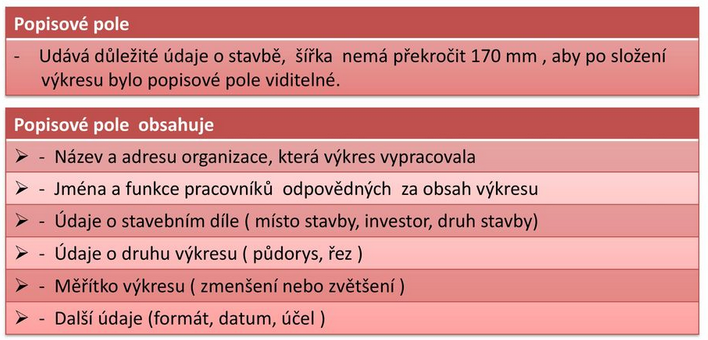 Popisové pole
- Udává důležité údaje o stavbě, šířka nemá překročit 170 mm , aby po složení
výkresu bylo popisové pole viditelné.
Popisové pole obsahuje
➢ - Název a adresu organizace, která výkres vypracovala
➢ - Jména a funkce pracovníků odpovědných za obsah výkresu
➢ - Údaje o stavebním díle ( místo stavby, investor, druh stavby)
➢ - Údaje o druhu výkresu ( půdorys, řez )
➢ - Měřítko výkresu ( zmenšení nebo zvětšení )
➢ - Další údaje (formát, datum, účel )